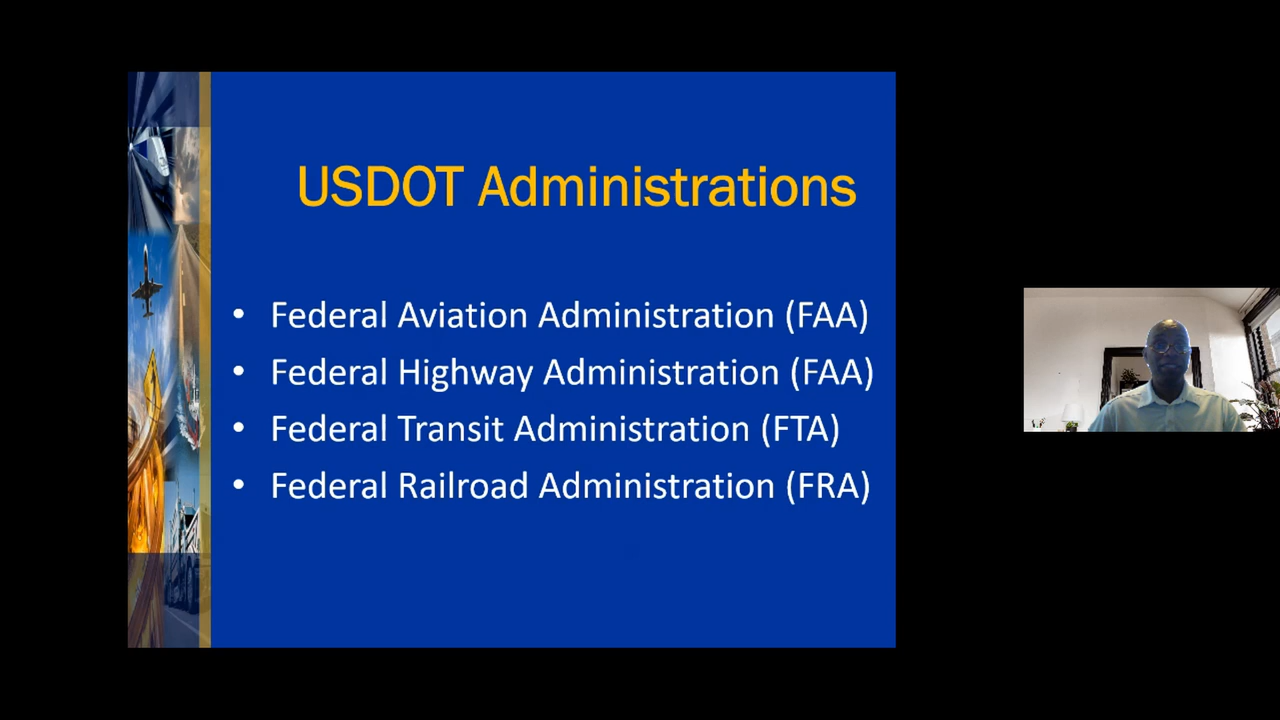 USDOT Administrations
• Federal Aviation Administration (FAA)
• Federal Highway Administration (FAA)
• Federal Transit Administration (FTA)
• Federal Railroad Administration (FRA)